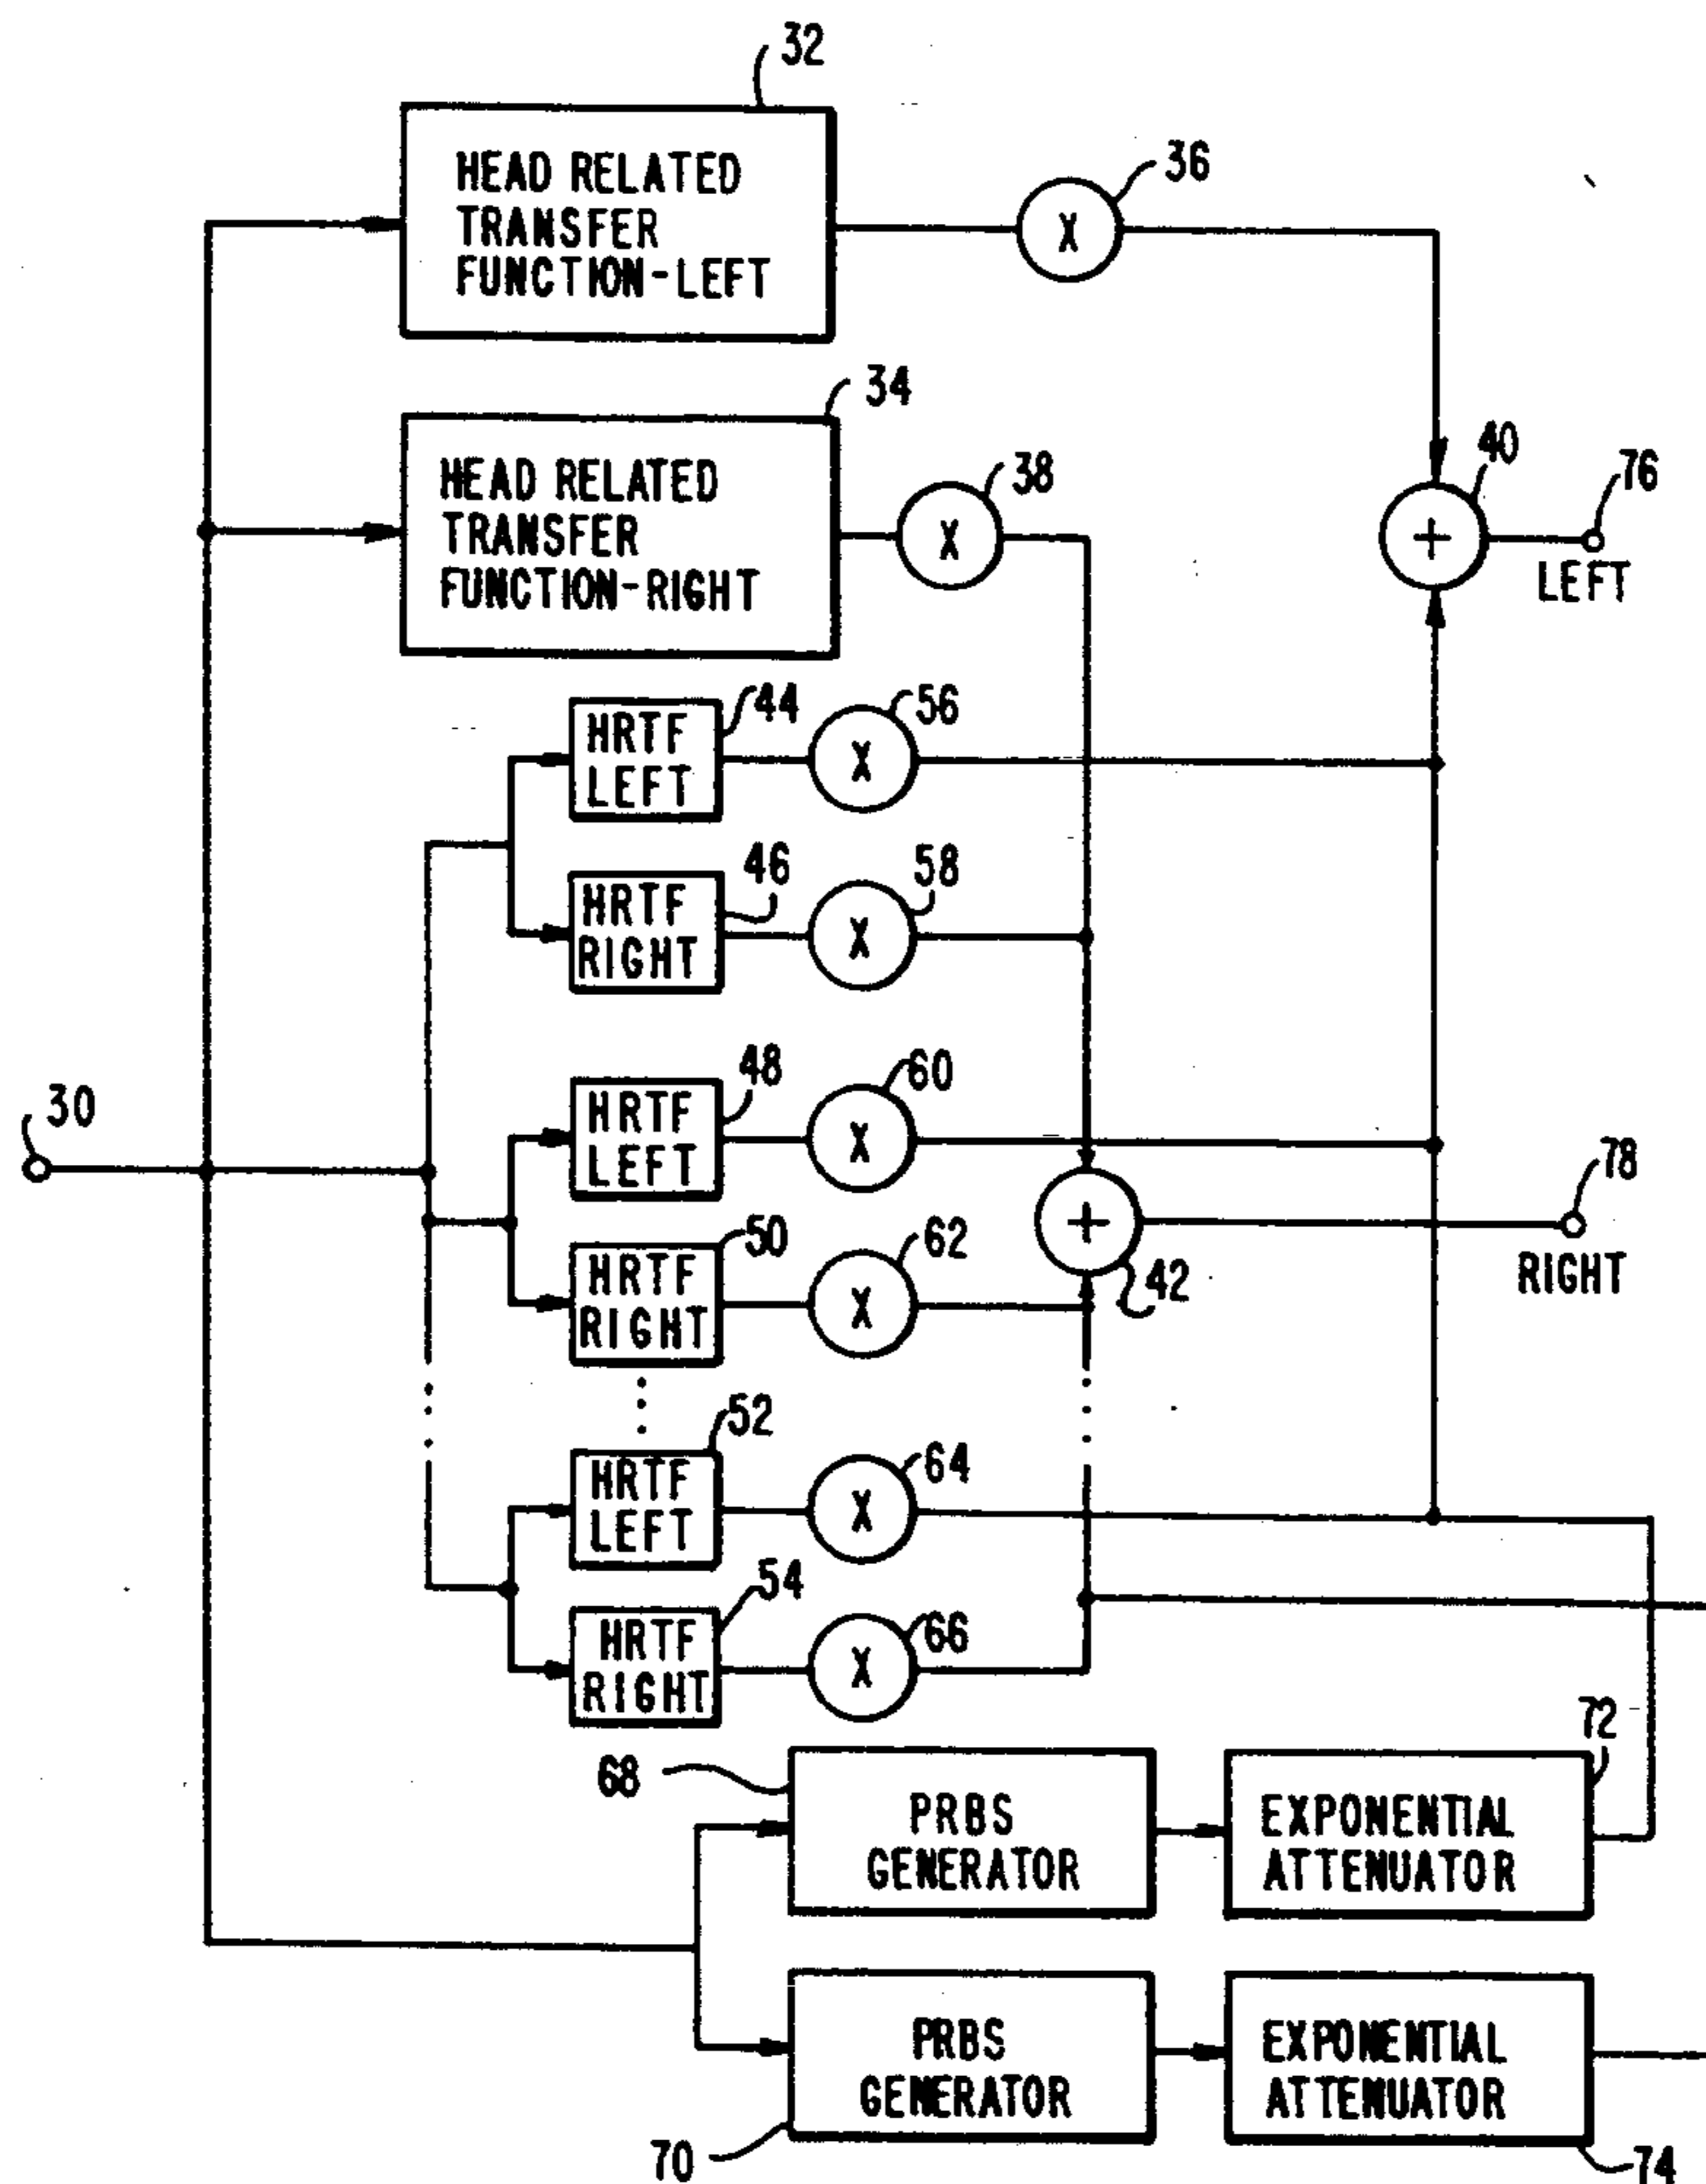 32
HEAD RELATED
TRANSFER
FUNCTION-LEFT
X
36
34
HEAD RELATED
TRANSFER
FUNCTION-RIGHT
X
38
+
40
76
LEFT
HRTF
LEFT
44
X
56
HRTF
RIGHT
46
X
58
30
HRTF
LEFT
48
X
60
HRTF
RIGHT
50
X
62
+
42
78
RIGHT
HRTF
LEFT
52
X
64
HRTF
RIGHT
54
X
66
68
PRBS
GENERATOR
EXPONENTIAL
ATTENUATOR
72
PRBS
GENERATOR
70
EXPONENTIAL
ATTENUATOR
74